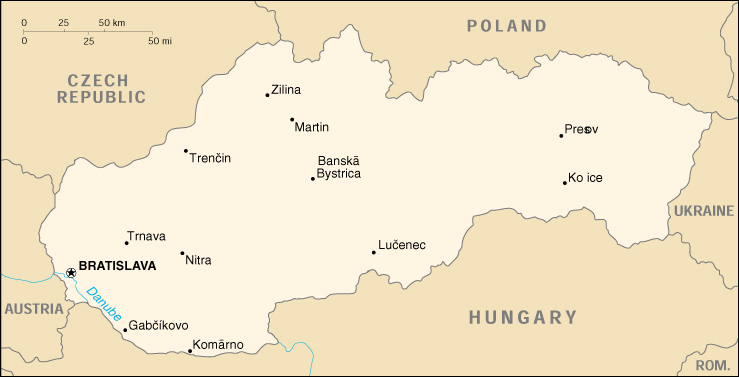 0 25 50 km
0 25 50 mi
POLAND
CZECH
REPUBLIC
Zilina
Martin
Presov
Trenčin
Banskā
Bystrica
Ko ice
UKRAINE
Trnava
Lučenec
Nitra
BRATISLAVA
Danube
AUSTRIA
Gabčíkovo
HUNGARY
Komārno
ROM.